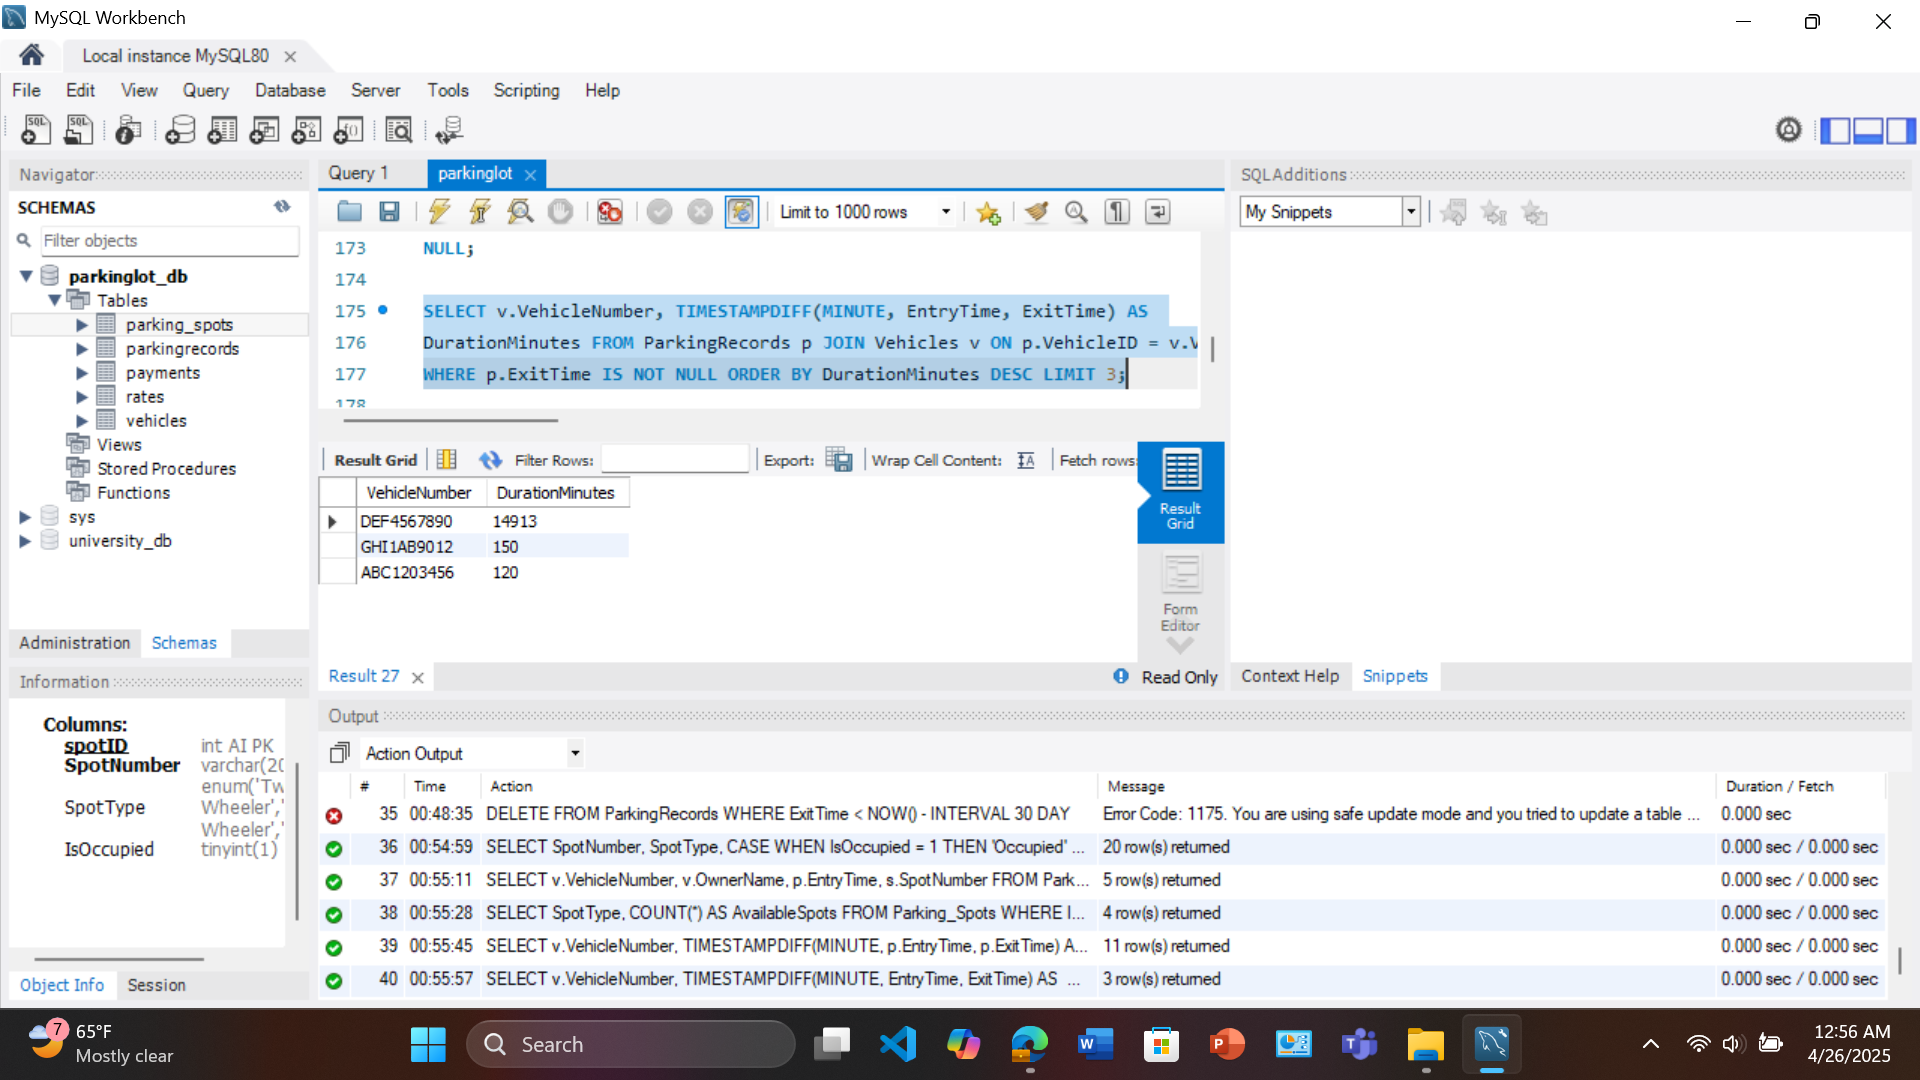 MySQL Workbench
Local instance MySQL80
File Edit View Query Database Server Tools Scripting Help
Navigator
SCHEMAS
Filter objects
parkinglot_db
Tables
parking_spots
parkingrecords
payments
rates
vehicles
Views
Stored Procedures
Functions
sys
university_db
Administration Schemas
Information
Columns:
spotID int AI PK
SpotNumber varchar(20
enum('Tw
SpotType Wheeler','
Wheeler','
IsOccupied tinyint(1)
Object Info Session
Query 1 parkinglot
Limit to 1000 rows
173 NULL;
174
175 SELECT v.VehicleNumber, TIMESTAMPDIFF(MINUTE, EntryTime, ExitTime) AS
176 DurationMinutes FROM ParkingRecords p JOIN Vehicles v ON p.VehicleID = v.V
177 WHERE p.ExitTime IS NOT NULL ORDER BY DurationMinutes DESC LIMIT 3;
178
Result Grid Filter Rows: Export: Wrap Cell Content: Fetch rows:
VehicleNumber DurationMinutes
DEF4567890 14913
GHI1AB9012 150
ABC1203456 120
Result Grid
Form Editor
Result 27 Read Only
SQLAdditions
My Snippets
Context Help Snippets
Output
Action Output
# Time Action Message Duration / Fetch
35 00:48:35 DELETE FROM ParkingRecords WHERE ExitTime < NOW() - INTERVAL 30 DAY Error Code: 1175. You are using safe update mode and you tried to update a table ... 0.000 sec
36 00:54:59 SELECT SpotNumber, SpotType, CASE WHEN IsOccupied = 1 THEN 'Occupied' ... 20 row(s) returned 0.000 sec / 0.000 sec
37 00:55:11 SELECT v.VehicleNumber, v.OwnerName, p.EntryTime, s.SpotNumber FROM Park... 5 row(s) returned 0.000 sec / 0.000 sec
38 00:55:28 SELECT SpotType, COUNT(*) AS AvailableSpots FROM Parking_Spots WHERE I... 4 row(s) returned 0.000 sec / 0.000 sec
39 00:55:45 SELECT v.VehicleNumber, TIMESTAMPDIFF(MINUTE, p.EntryTime, p.ExitTime) A... 11 row(s) returned 0.000 sec / 0.000 sec
40 00:55:57 SELECT v.VehicleNumber, TIMESTAMPDIFF(MINUTE, EntryTime, ExitTime) AS ... 3 row(s) returned 0.000 sec / 0.000 sec
7
65°F
Mostly clear
Search
12:56 AM
4/26/2025